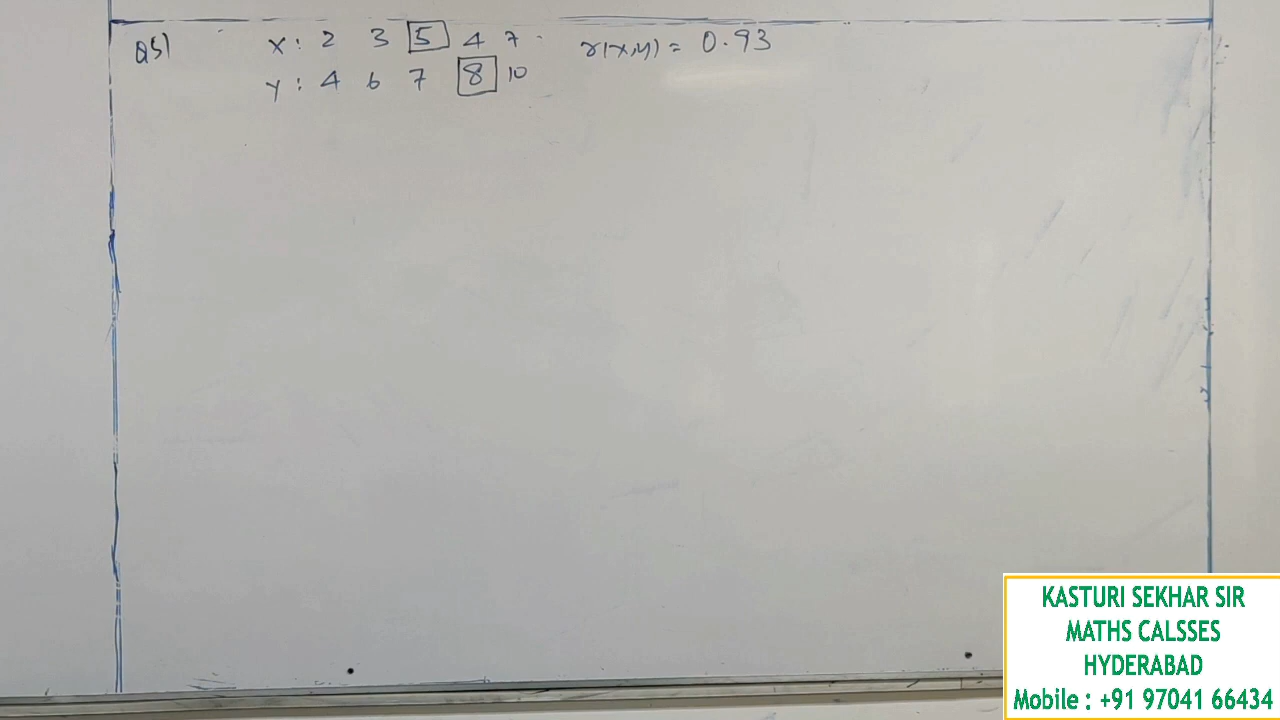 Q5) X : 2 3 5 4 7 r(x,y) = 0.93
Y : 4 6 7 8 10
KASTURI SEKHAR SIR
MATHS CALSSES
HYDERABAD
Mobile : +91 97041 66434